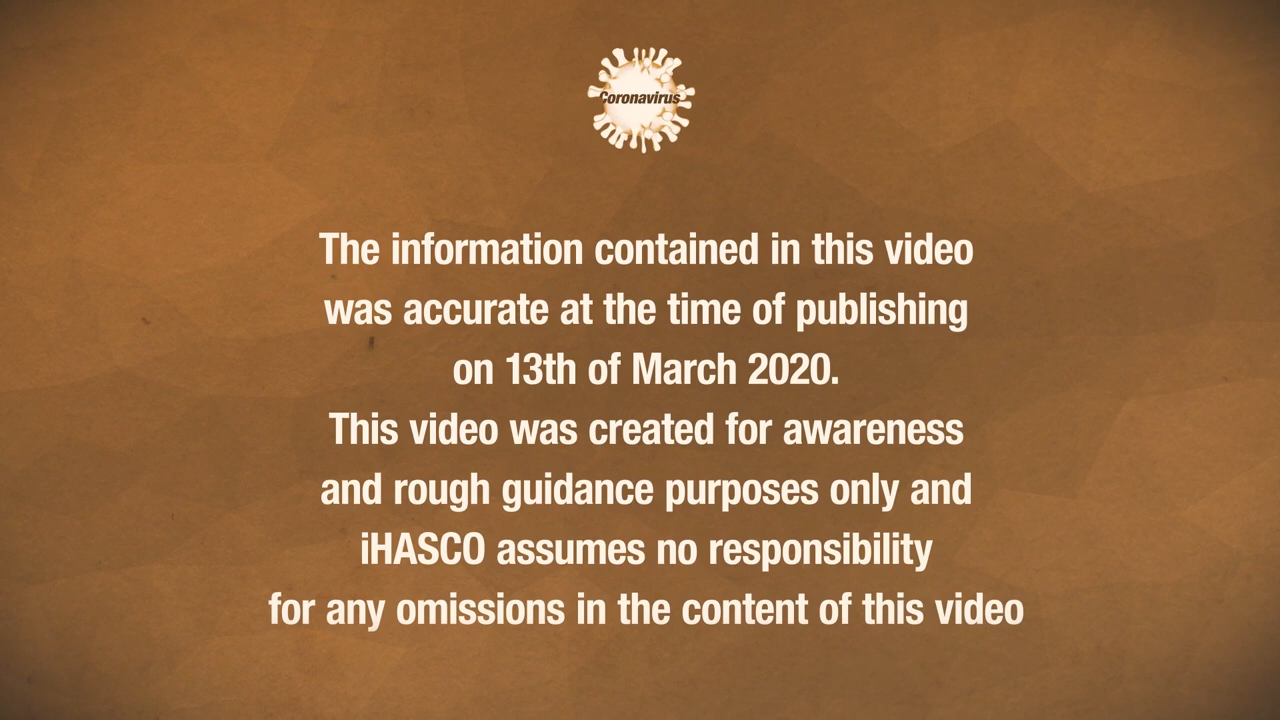 Coronavirus
The information contained in this video
was accurate at the time of publishing
on 13th of March 2020.
This video was created for awareness
and rough guidance purposes only and
iHASCO assumes no responsibility
for any omissions in the content of this video